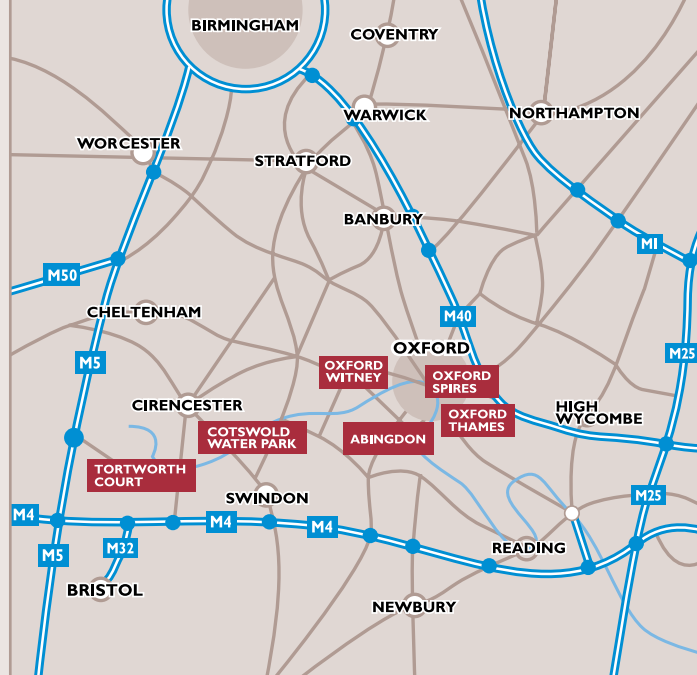 BIRMINGHAM
COVENTRY
WARWICK
NORTHAMPTON
WORCESTER
STRATFORD
BANBURY
M1
M50
CHELTENHAM
M40
OXFORD
M25
M5
OXFORD
WITNEY
OXFORD
SPIRES
CIRENCESTER
OXFORD
THAMES
HIGH
WYCOMBE
COTSWOLD
WATER PARK
ABINGDON
TORTWORTH
COURT
SWINDON
M25
M4
M4
M4
M5
M32
READING
BRISTOL
NEWBURY